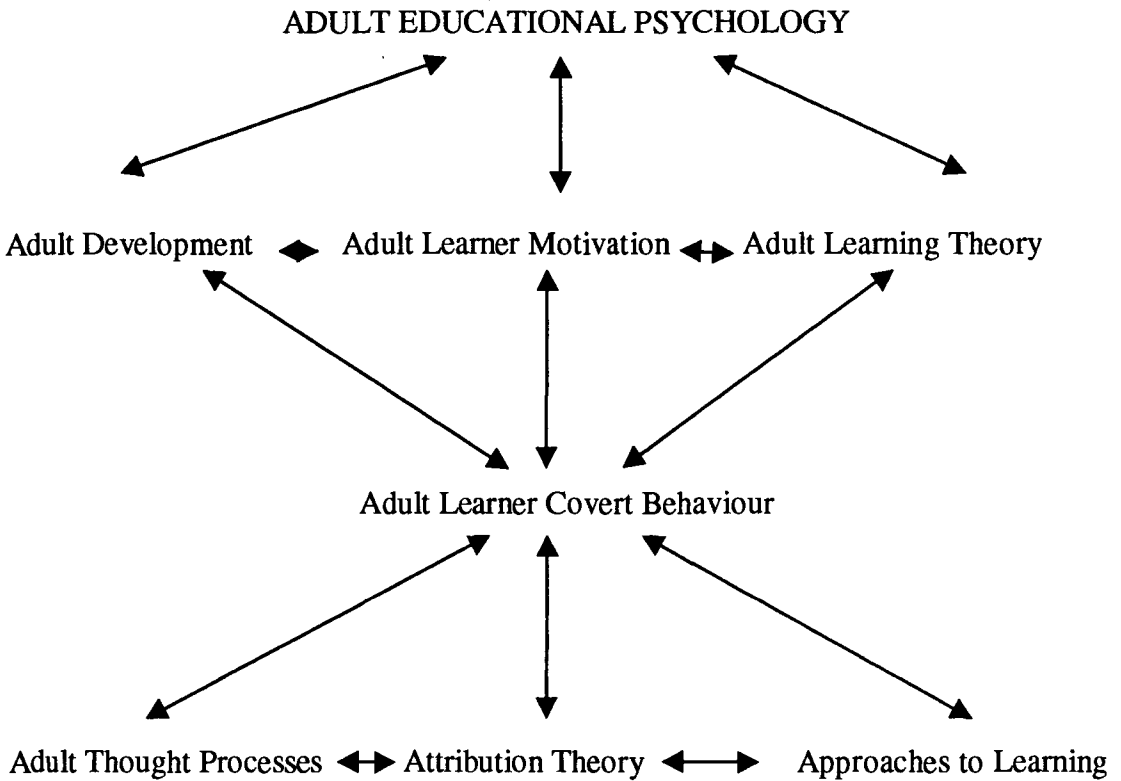 ADULT EDUCATIONAL PSYCHOLOGY
Adult Development Adult Learner Motivation Adult Learning Theory
Adult Learner Covert Behaviour
Adult Thought Processes Attribution Theory Approaches to Learning